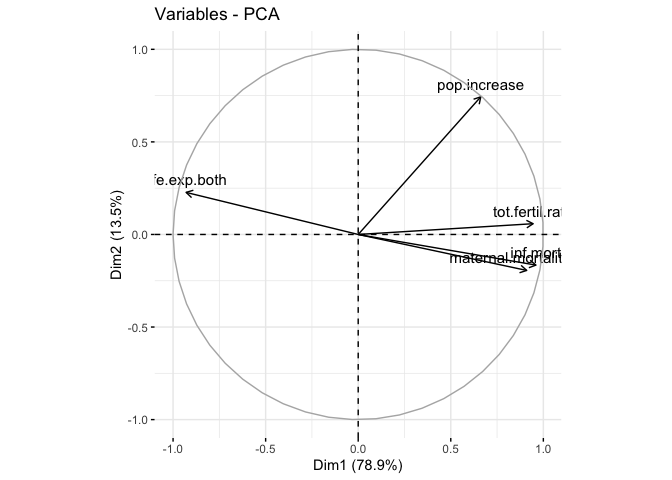 Variables - PCA
1.0
pop.increase
0.5
fe.exp.both
tot.fertil.rat
0.0
inf.mort
maternal.mortalit
-0.5
-1.0
-1.0
-0.5
0.0
0.5
1.0
Dim1 (78.9%)
Dim2 (13.5%)